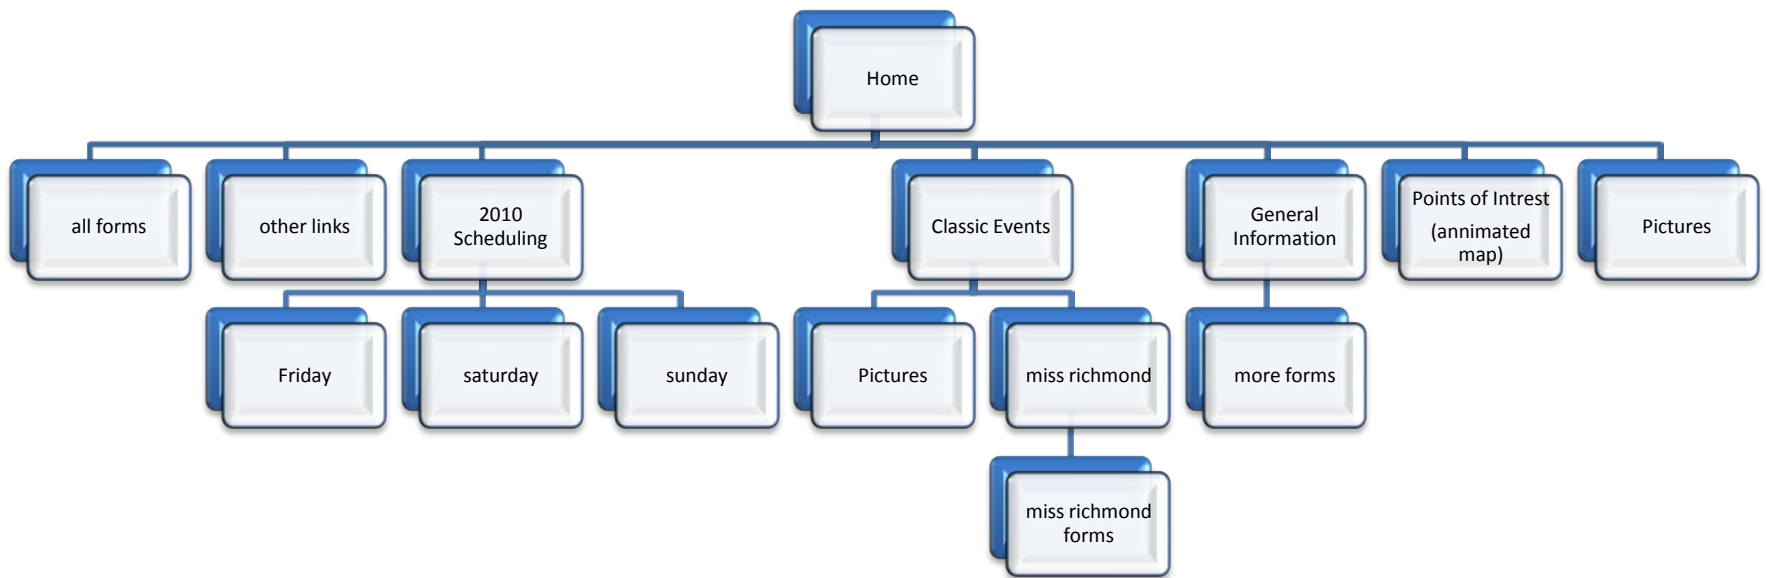 Home
all forms
other links
2010
Scheduling
Classic Events
General
Information
Points of Intrest
(annimated
map)
Pictures
Friday
saturday
sunday
Pictures
miss richmond
more forms
miss richmond
forms